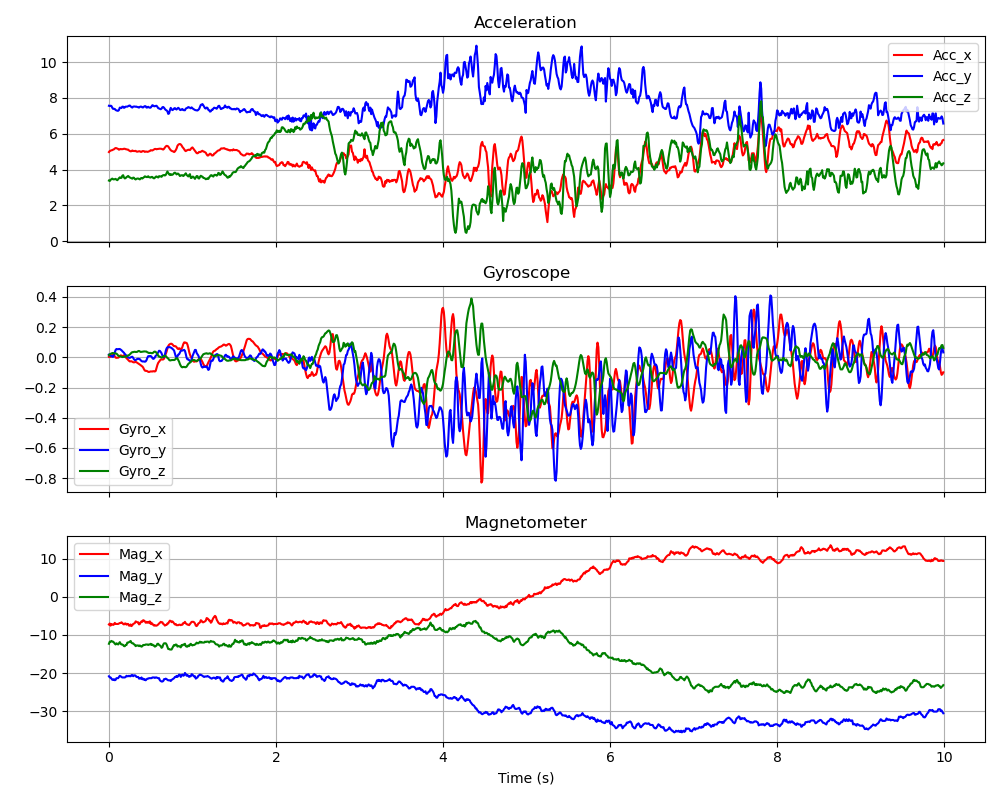 Acceleration
10
8
6
4
2
0
Acc_x
Acc_y
Acc_z
Gyroscope
0.4
0.2
0.0
−0.2
−0.4
−0.6
−0.8
Gyro_x
Gyro_y
Gyro_z
Magnetometer
10
0
−10
−20
−30
Mag_x
Mag_y
Mag_z
0 2 4 6 8 10
Time (s)